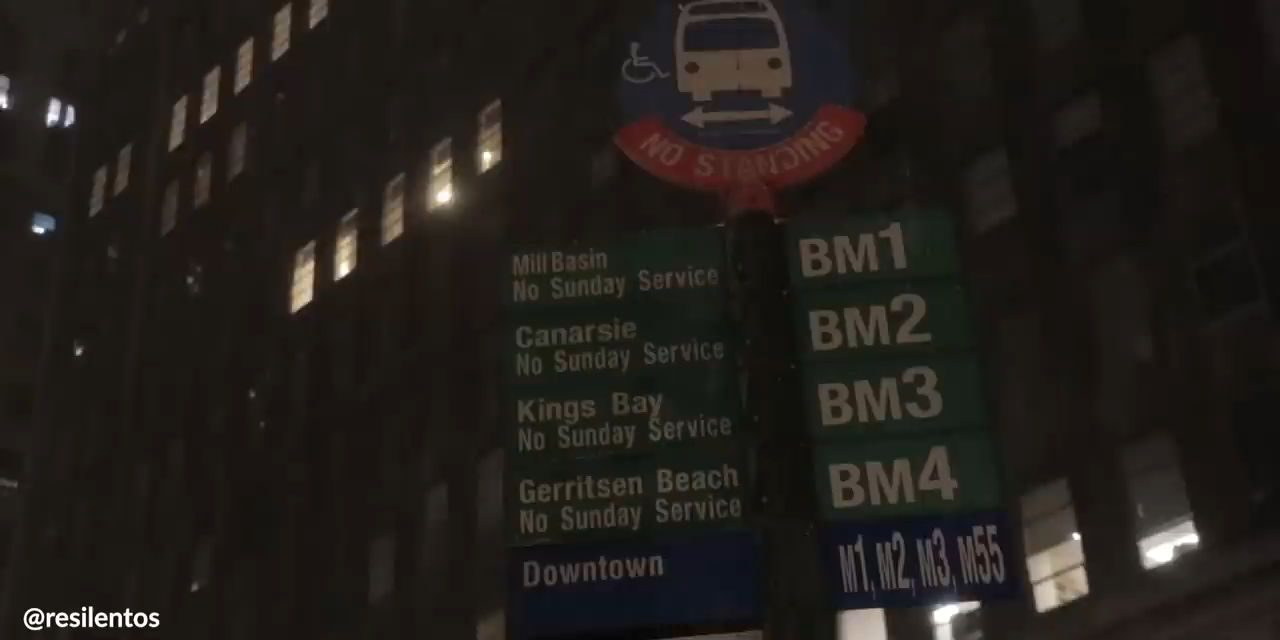 NO STANDING
Mill Basin
No Sunday Service
BM1
Canarsie
No Sunday Service
BM2
Kings Bay
No Sunday Service
BM3
Gerritsen Beach
No Sunday Service
BM4
Downtown
M1, M2, M3, M55
@resilentos